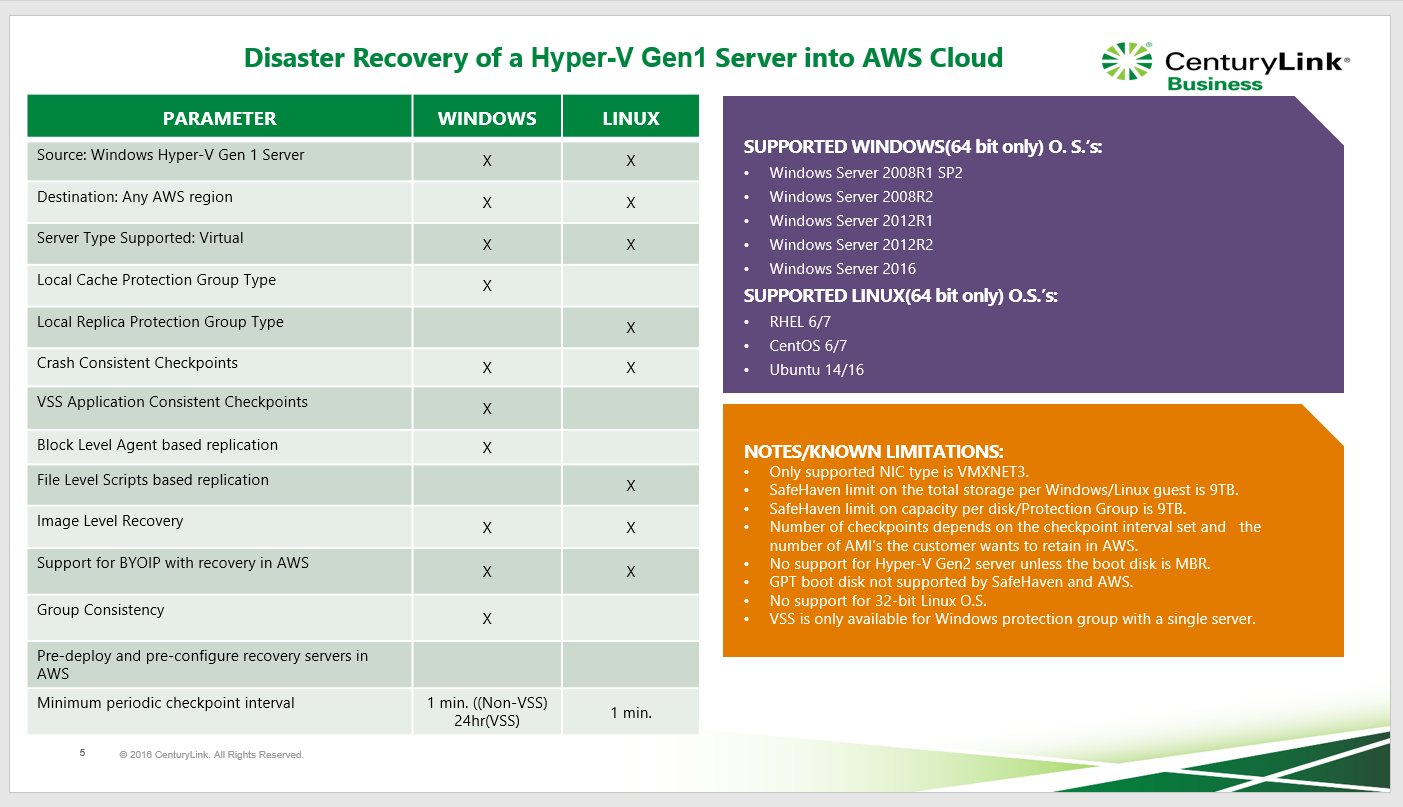 Disaster Recovery of a Hyper-V Gen1 Server into AWS Cloud
CenturyLink®
Business
PARAMETER WINDOWS LINUX
Source: Windows Hyper-V Gen 1 Server X X
Destination: Any AWS region X X
Server Type Supported: Virtual X X
Local Cache Protection Group Type X
Local Replica Protection Group Type X
Crash Consistent Checkpoints X X
VSS Application Consistent Checkpoints X
Block Level Agent based replication X
File Level Scripts based replication X
Image Level Recovery X X
Support for BYOIP with recovery in AWS X X
Group Consistency X
Pre-deploy and pre-configure recovery servers in
AWS
Minimum periodic checkpoint interval 1 min. ((Non-VSS) 1 min.
24hr(VSS)
SUPPORTED WINDOWS(64 bit only) O. S.’s:
• Windows Server 2008R1 SP2
• Windows Server 2008R2
• Windows Server 2012R1
• Windows Server 2012R2
• Windows Server 2016
SUPPORTED LINUX(64 bit only) O.S.’s:
• RHEL 6/7
• CentOS 6/7
• Ubuntu 14/16
NOTES/KNOWN LIMITATIONS:
• Only supported NIC type is VMXNET3.
• SafeHaven limit on the total storage per Windows/Linux guest is 9TB.
• SafeHaven limit on capacity per disk/Protection Group is 9TB.
• Number of checkpoints depends on the checkpoint interval set and the
number of AMI’s the customer wants to retain in AWS.
• No support for Hyper-V Gen2 server unless the boot disk is MBR.
• GPT boot disk not supported by SafeHaven and AWS.
• No support for 32-bit Linux O.S.
• VSS is only available for Windows protection group with a single server.
5 © 2016 CenturyLink. All Rights Reserved.